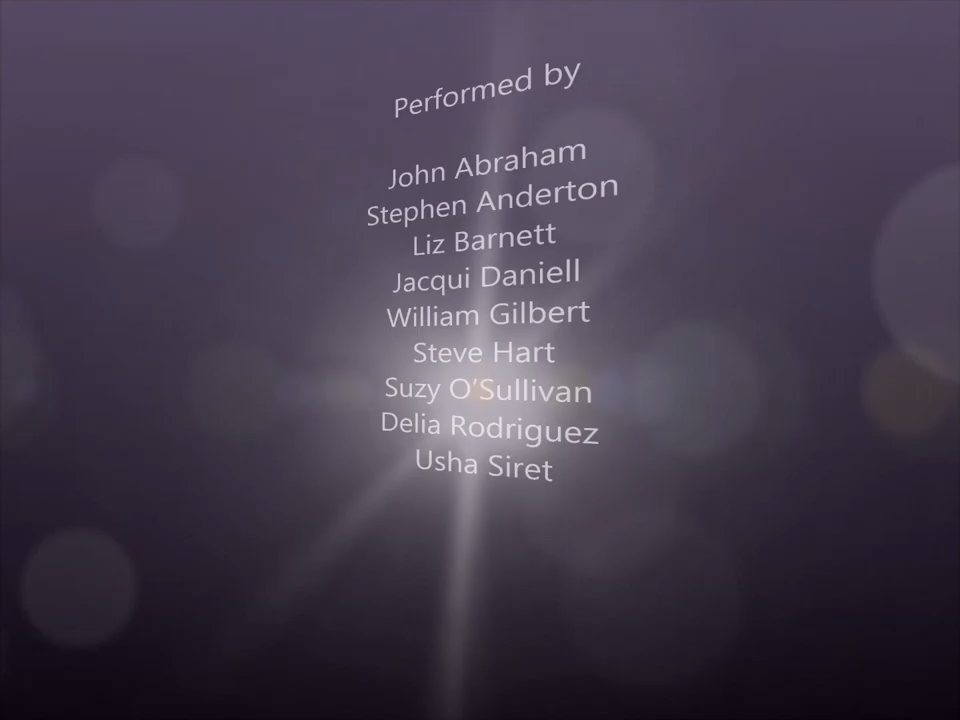 Performed by
John Abraham
Stephen Anderton
Liz Barnett
Jacqui Daniell
William Gilbert
Steve Hart
Suzy O'Sullivan
Delia Rodriguez
Usha Siret